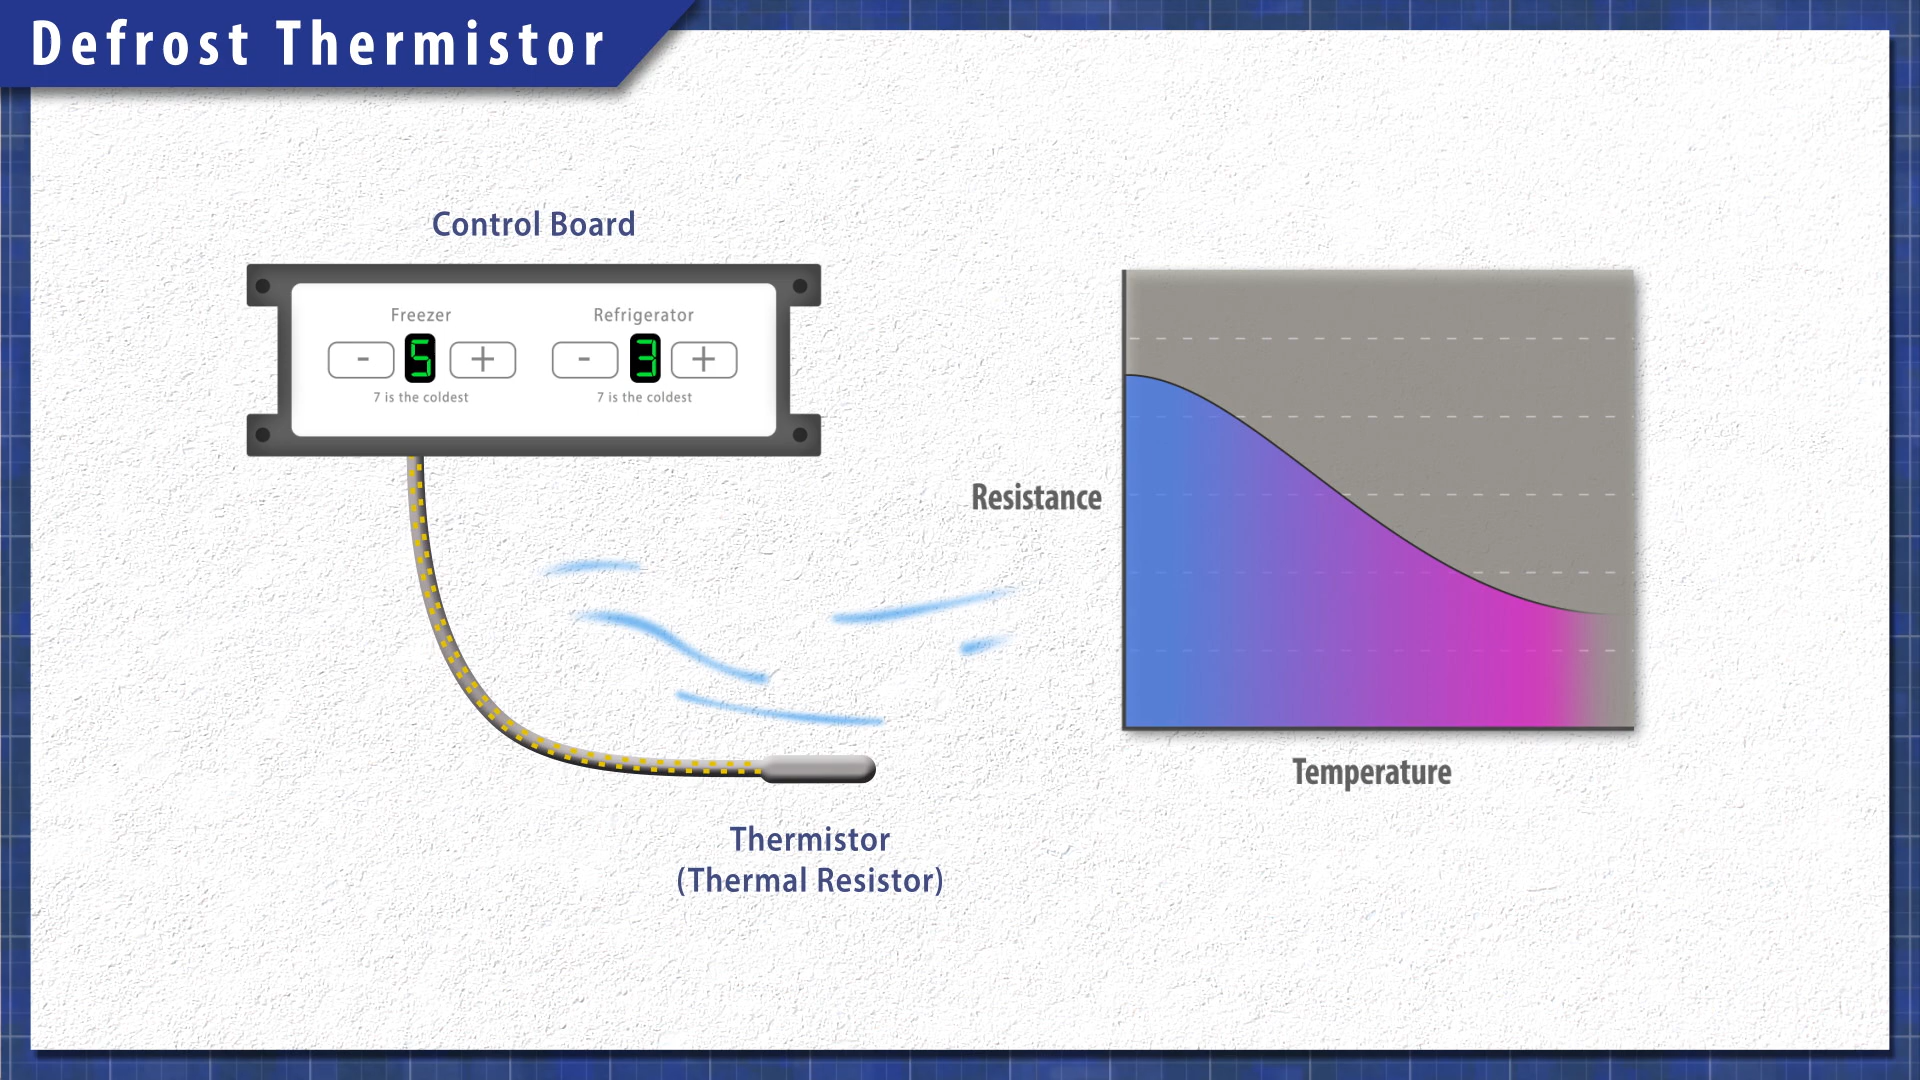 Defrost Thermistor
Control Board
Freezer
Refrigerator
- 5 +
- 3 +
7 is the coldest
7 is the coldest
Resistance
Temperature
Thermistor
(Thermal Resistor)